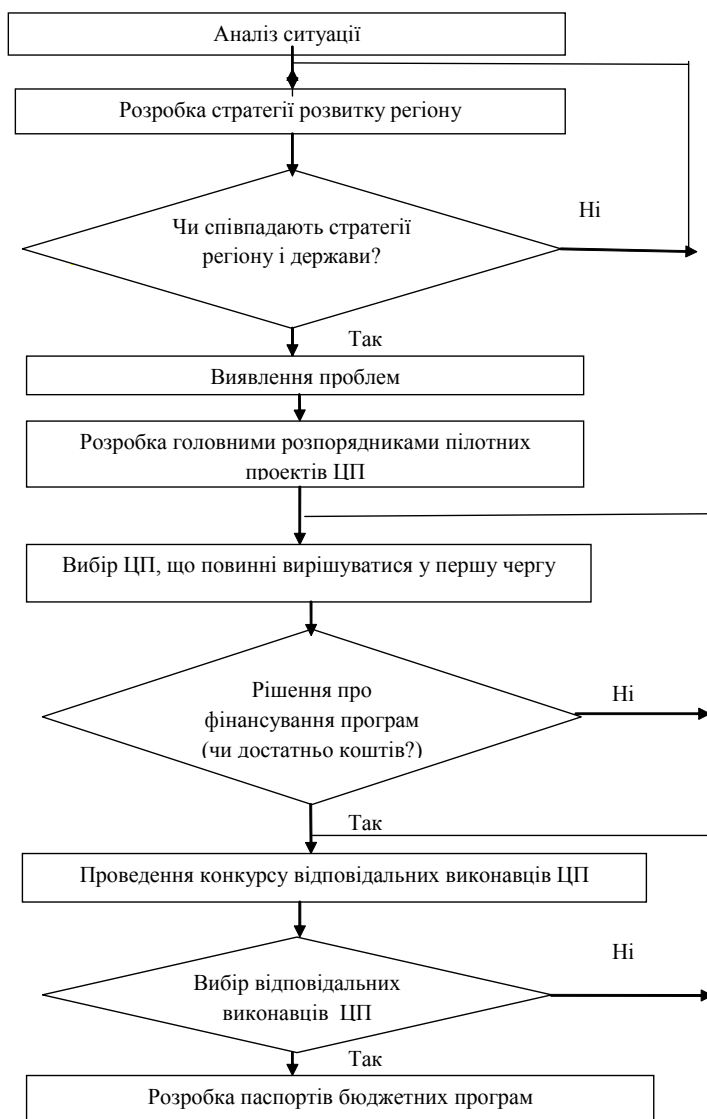 Аналіз ситуації
Розробка стратегії розвитку регіону
Чи співпадають стратегії
регіону і держави?
Ні
Так
Виявлення проблем
Розробка головними розпорядниками пілотних
проектів ЦП
Вибір ЦП, що повинні вирішуватися у першу чергу
Рішення про
фінансування програм
(чи достатньо коштів?)
Ні
Так
Проведення конкурсу відповідальних виконавців ЦП
Вибір відповідальних
виконавців ЦП
Ні
Так
Розробка паспортів бюджетних програм